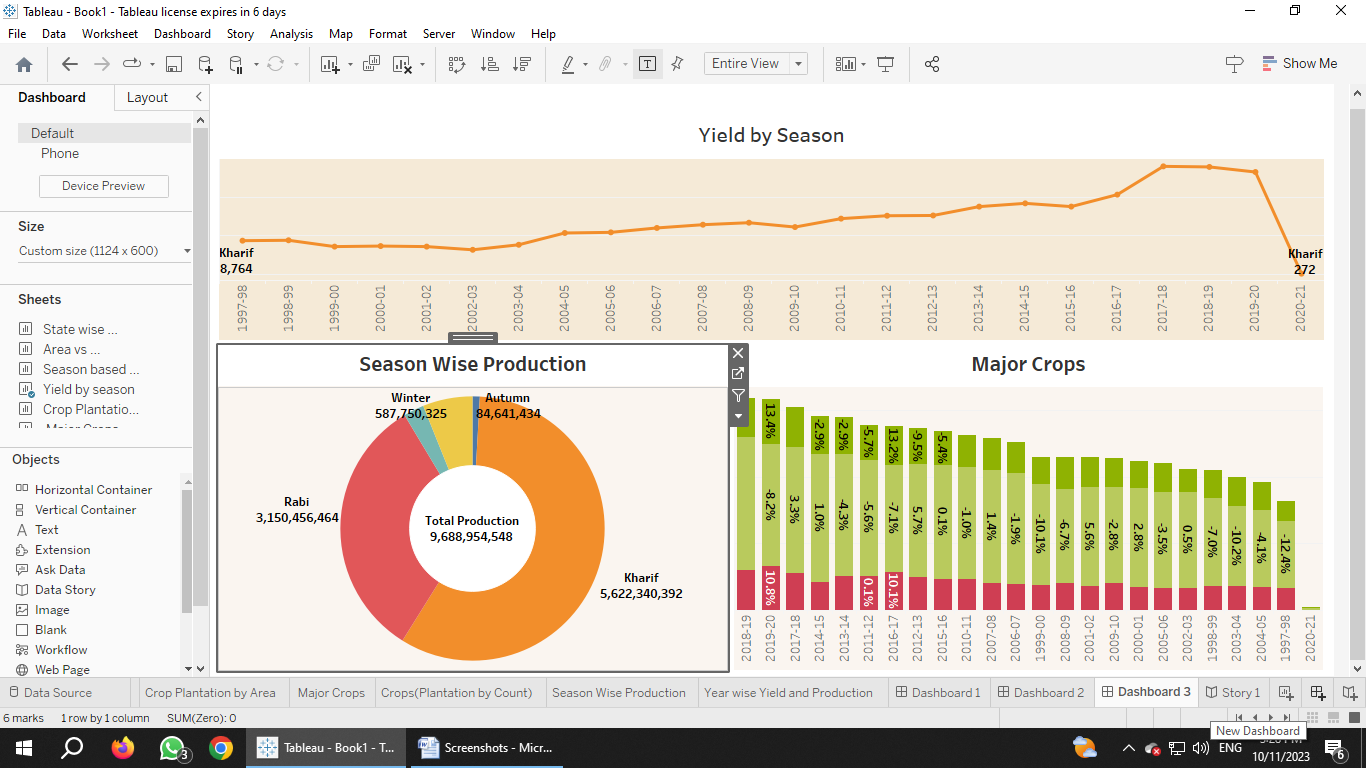 Tableau - Book1 - Tableau license expires in 6 days
File Data Worksheet Dashboard Story Analysis Map Format Server Window Help
Entire View
Show Me
Dashboard
Layout
Default
Phone
Device Preview
Size
Custom size (1124 x 600)
Sheets
State wise ...
Area vs ...
Season based ...
Yield by season
Crop Plantatio...
Major Crops
Objects
Horizontal Container
Vertical Container
Text
Extension
Ask Data
Data Story
Image
Blank
Workflow
Web Page
Yield by Season
Kharif
8,764
Kharif
272
1997-98 1998-99 1999-00 2000-01 2001-02 2002-03 2003-04 2004-05 2005-06 2006-07 2007-08 2008-09 2009-10 2010-11 2011-12 2012-13 2013-14 2014-15 2015-16 2016-17 2017-18 2018-19 2019-20 2020-21
Season Wise Production
Winter
587,750,325
Autumn
84,641,434
Rabi
3,150,456,464
Total Production
9,688,954,548
Kharif
5,622,340,392
Major Crops
13.4% -2.9% -2.9% -5.7% 13.2% -9.5% -5.4%
-8.2% 3.3% 1.0% -4.3% -5.6% -7.1% 5.7% 0.1% -1.0% 1.4% -1.9% -10.1% -6.7% 5.6% -2.8% 2.8% -3.5% 0.5% -7.0% -10.2% -4.1% -12.4%
10.8% 0.1% 10.1%
2018-19 2019-20 2017-18 2014-15 2013-14 2011-12 2016-17 2012-13 2015-16 2010-11 2007-08 2006-07 1999-00 2008-09 2001-02 2009-10 2000-01 2005-06 2002-03 1998-99 2003-04 2004-05 1997-98 2020-21
Data Source
Crop Plantation by Area
Major Crops
Crops(Plantation by Count)
Season Wise Production
Year wise Yield and Production
Dashboard 1
Dashboard 2
Dashboard 3
Story 1
6 marks 1 row by 1 column SUM(Zero): 0
New Dashboard
3
Tableau - Book1 - T...
Screenshots - Micr...
ENG
10/11/2023
6